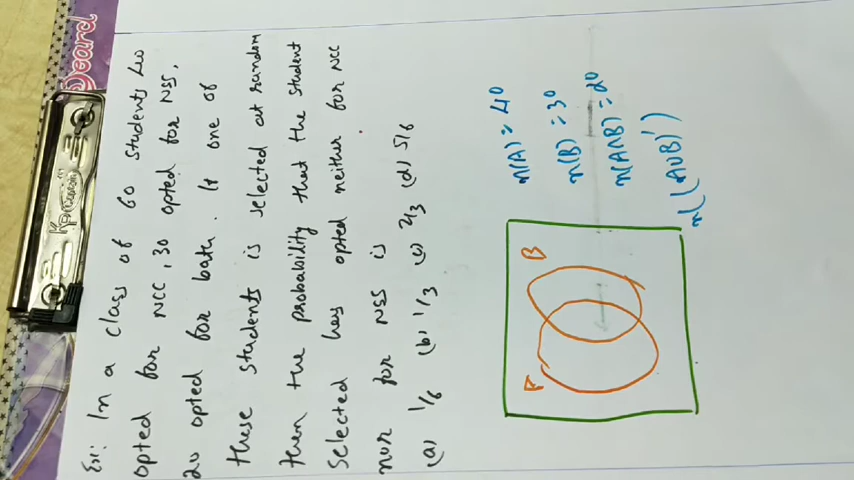 Ex: In a class of 60 students 40
opted for NCC, 30 opted for NSS,
20 opted for both. If one of
these students is selected at random
then the probability that the student
selected has opted neither for NCC
nor for NSS is
(a) 1/6 (b) 1/3 (c) 2/3 (d) 5/6
A B
n(A) = 40
n(B) = 30
n(A∩B) = 20
n((A∪B)')
Board